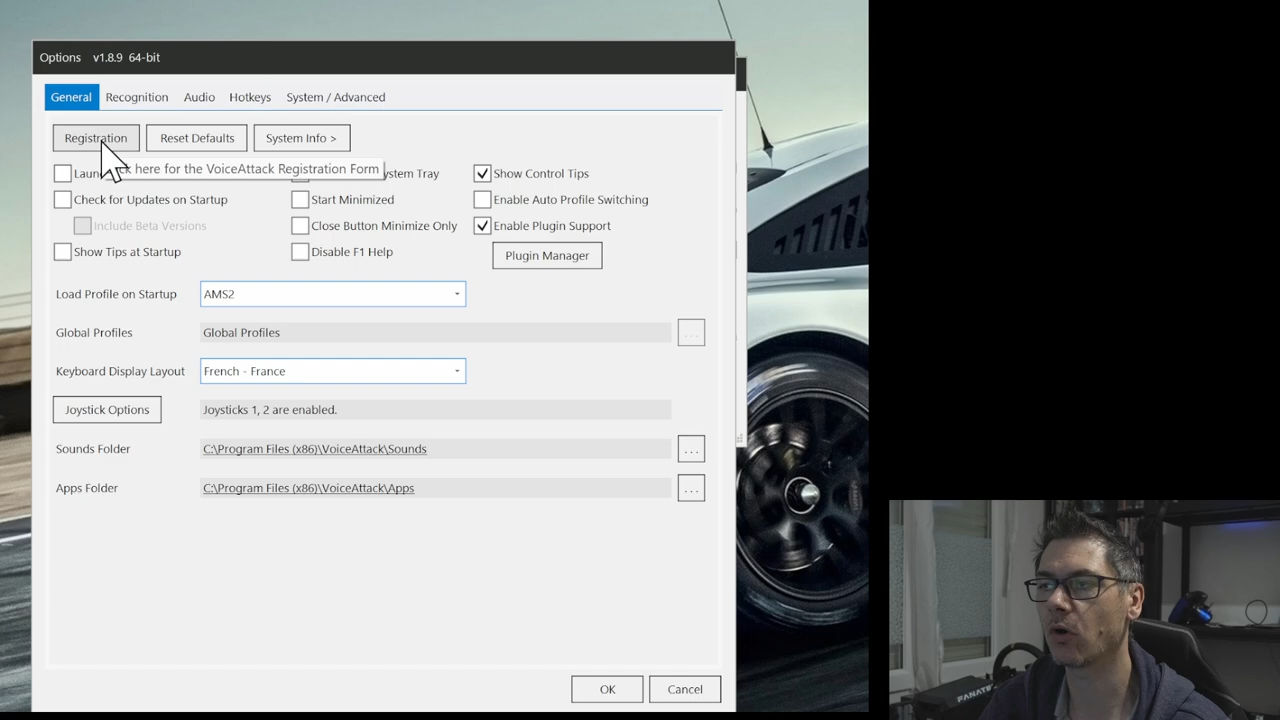 Options v1.8.9 64-bit
General Recognition Audio Hotkeys System / Advanced
Registration Reset Defaults System Info >
here for the VoiceAttack Registration Form
Tray
Show Control Tips
Check for Updates on Startup
Start Minimized
Enable Auto Profile Switching
Include Beta Versions
Close Button Minimize Only
Enable Plugin Support
Show Tips at Startup
Disable F1 Help
Plugin Manager
Load Profile on Startup AMS2
Global Profiles Global Profiles ...
Keyboard Display Layout French - France
Joystick Options Joysticks 1, 2 are enabled.
Sounds Folder C:\Program Files (x86)\VoiceAttack\Sounds ...
Apps Folder C:\Program Files (x86)\VoiceAttack\Apps ...
OK Cancel